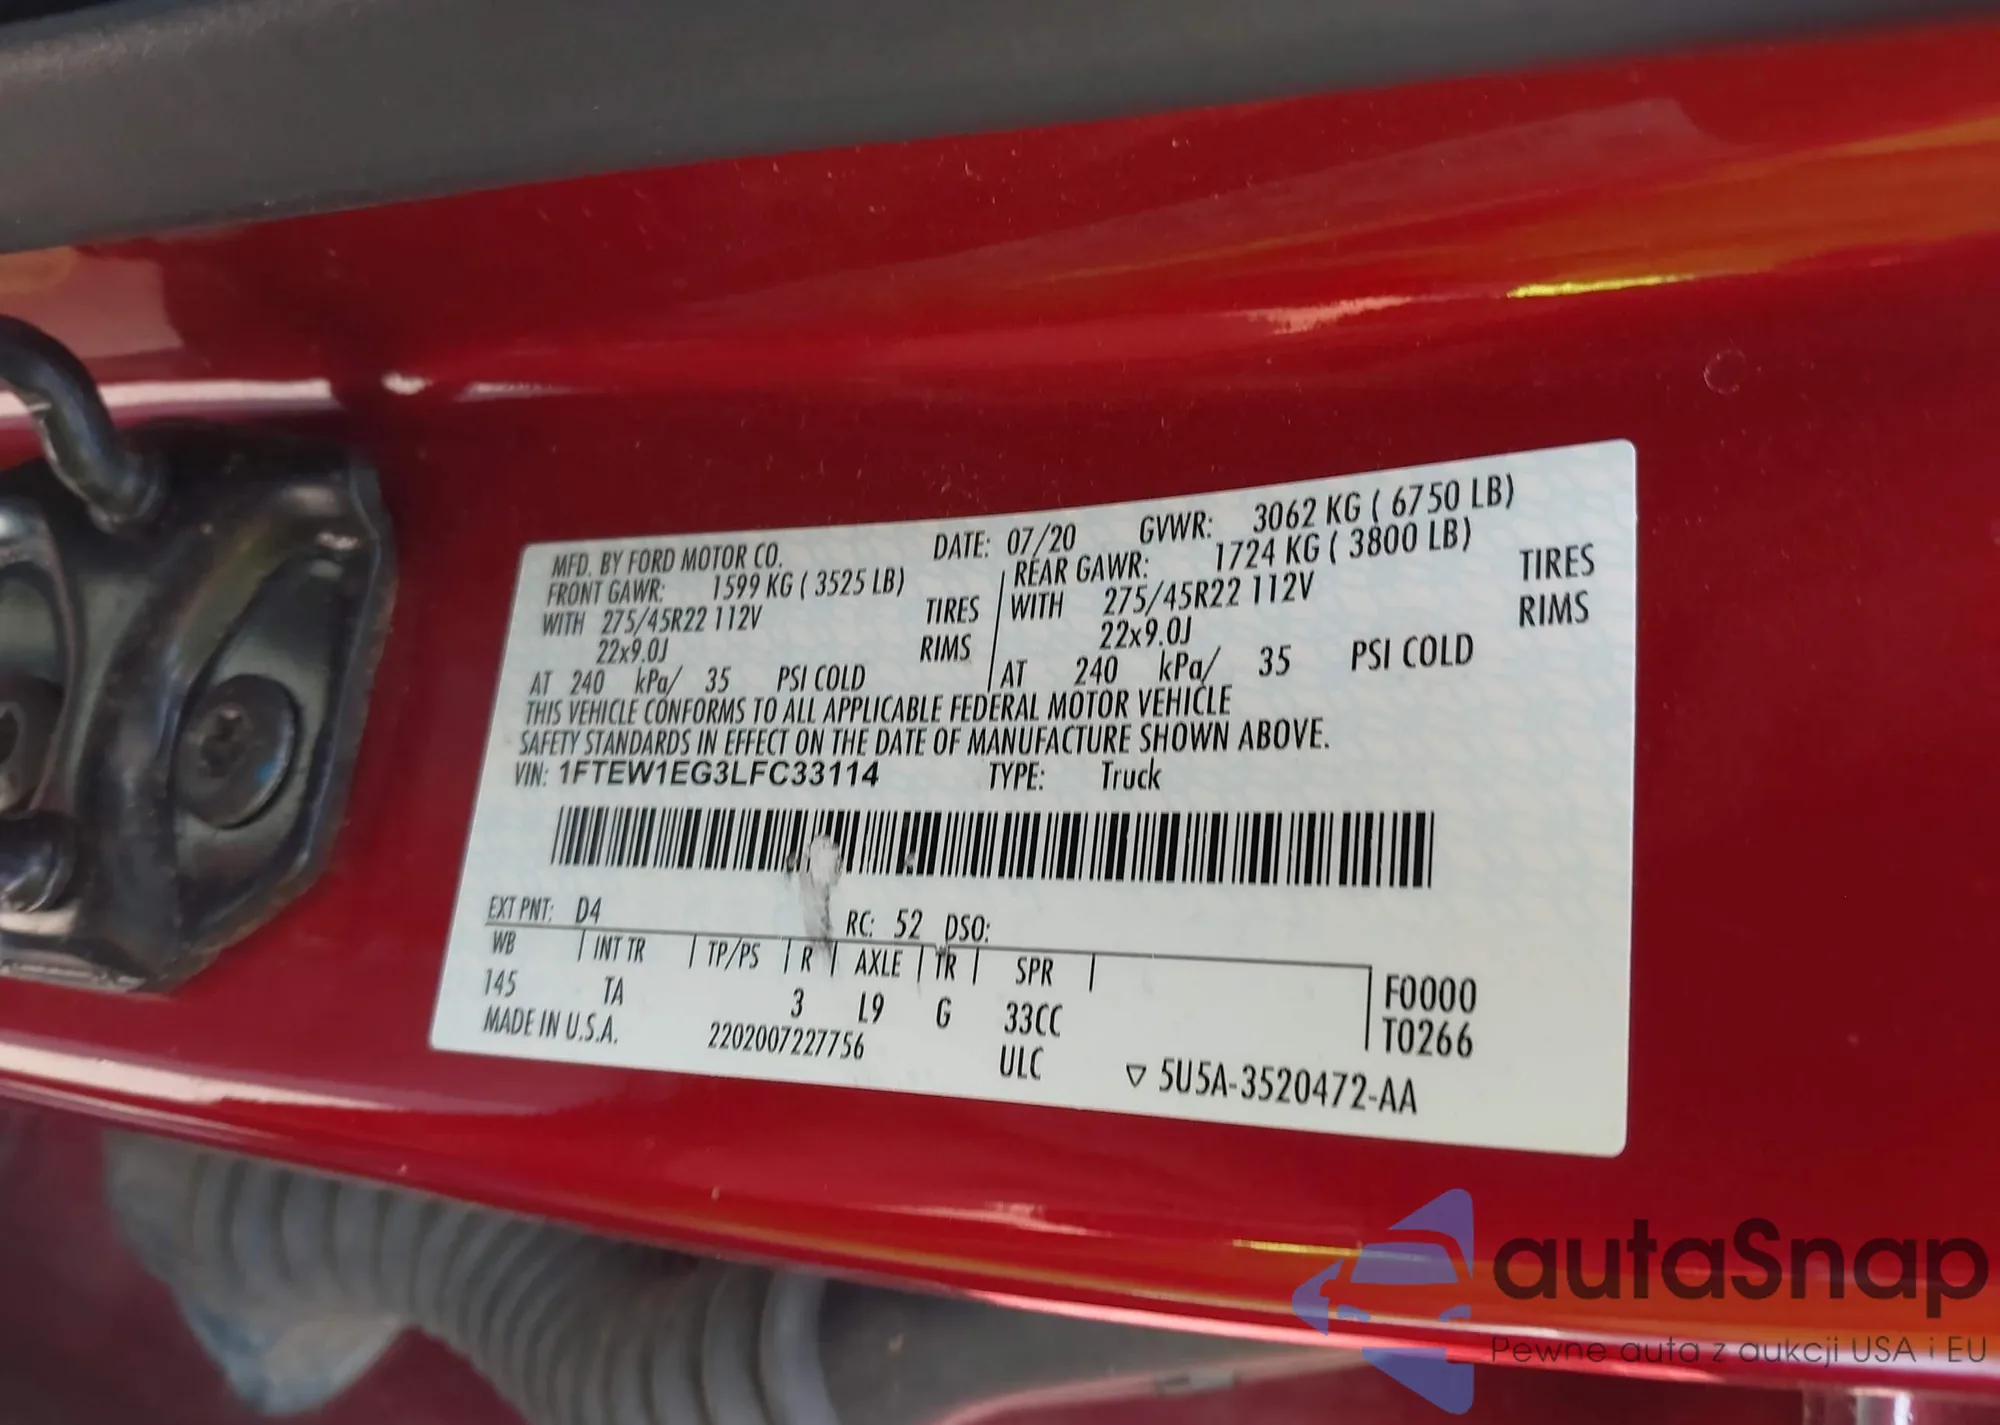 MFD. BY FORD MOTOR CO. DATE: 07/20 GVWR: 3062 KG ( 6750 LB)
FRONT GAWR: 1599 KG ( 3525 LB) REAR GAWR: 1724 KG ( 3800 LB)
WITH 275/45R22 112V TIRES WITH 275/45R22 112V TIRES
22x9.0J RIMS 22x9.0J RIMS
AT 240 kPa/ 35 PSI COLD AT 240 kPa/ 35 PSI COLD
THIS VEHICLE CONFORMS TO ALL APPLICABLE FEDERAL MOTOR VEHICLE
SAFETY STANDARDS IN EFFECT ON THE DATE OF MANUFACTURE SHOWN ABOVE.
VIN: 1FTEW1EG3LFC33114 TYPE: Truck
EXT PNT: D4 RC: 52 DSO:
WB INT TR TP/PS R AXLE TR SPR
145 TA 3 L9 G 33CC F0000
MADE IN U.S.A. 2202007227756 ULC T0266
▽ 5U5A-3520472-AA
autaSnap
Pewne auta z aukcji USA i EU